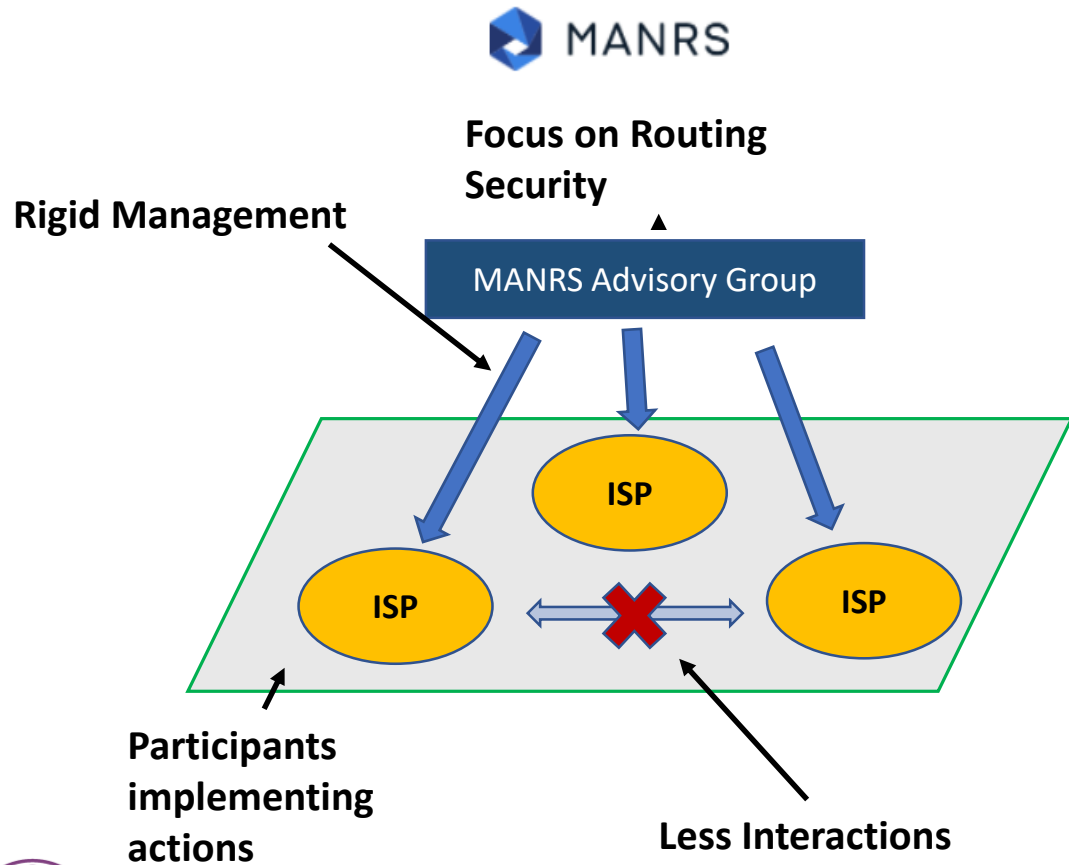 MANRS
Focus on Routing
Security
Rigid Management
MANRS Advisory Group
ISP
ISP
ISP
Participants
implementing
actions
Less Interactions